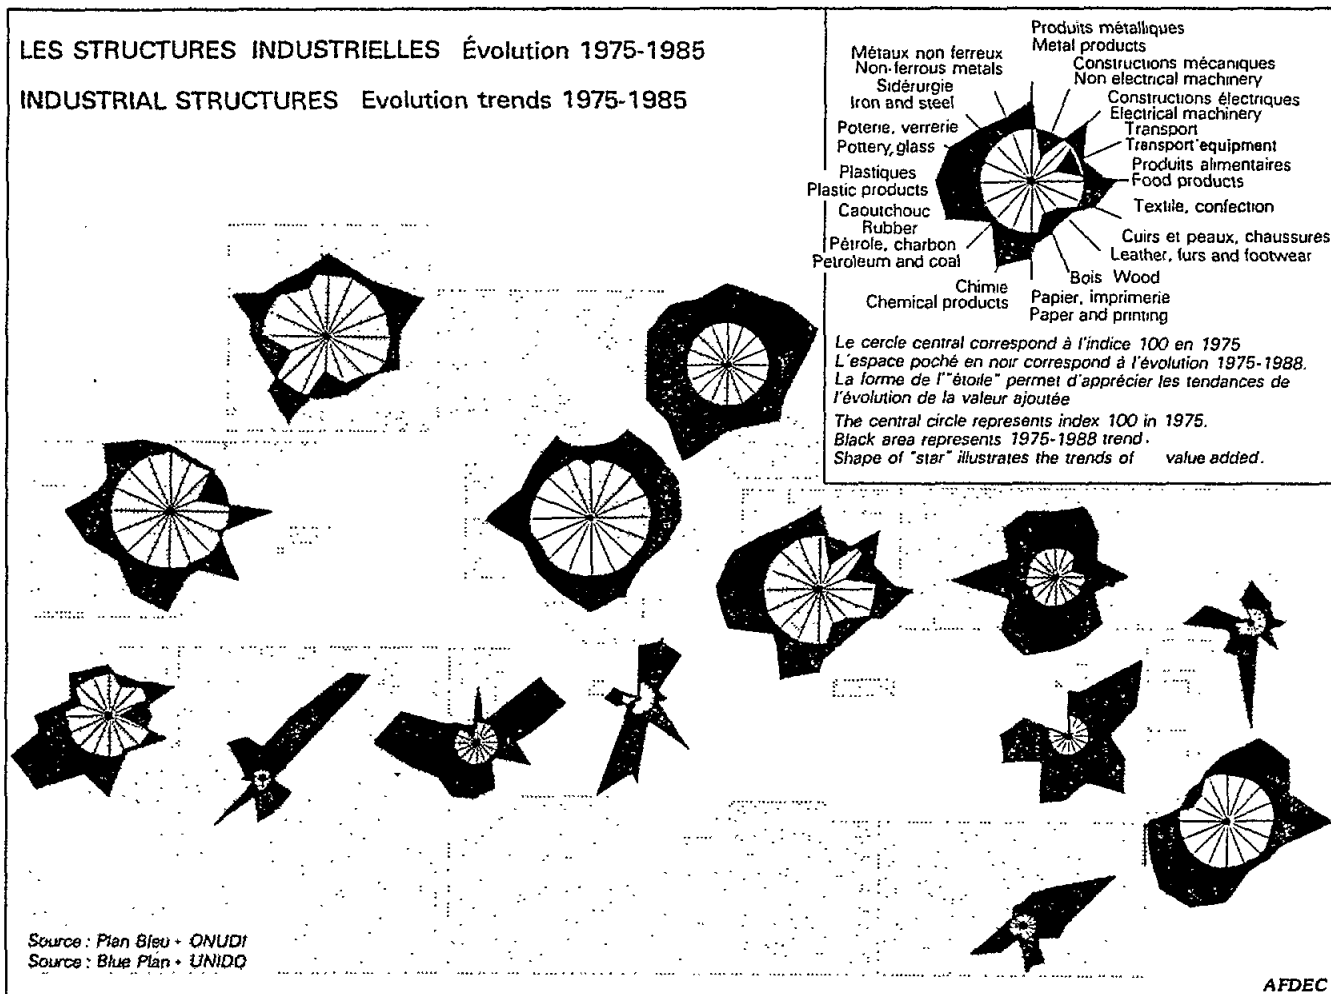 LES STRUCTURES INDUSTRIELLES Évolution 1975-1985
INDUSTRIAL STRUCTURES Evolution trends 1975-1985
Produits métalliques
Metal products
Métaux non ferreux
Non-ferrous metals
Constructions mécaniques
Non electrical machinery
Sidérurgie
Iron and steel
Constructions électriques
Electrical machinery
Poterie, verrerie
Pottery, glass
Transport
Transport equipment
Plastiques
Plastic products
Produits alimentaires
Food products
Caoutchouc
Rubber
Textile, confection
Pétrole, charbon
Petroleum and coal
Cuirs et peaux, chaussures
Leather, furs and footwear
Chimie
Chemical products
Bois Wood
Papier, imprimerie
Paper and printing
Le cercle central correspond à l'indice 100 en 1975
L'espace poché en noir correspond à l'évolution 1975-1988.
La forme de l'"étoile" permet d'apprécier les tendances de
l'évolution de la valeur ajoutée
The central circle represents index 100 in 1975.
Black area represents 1975-1988 trend.
Shape of "star" illustrates the trends of value added.
Source : Plan Bleu + ONUDI
Source : Blue Plan + UNIDO
AFDEC